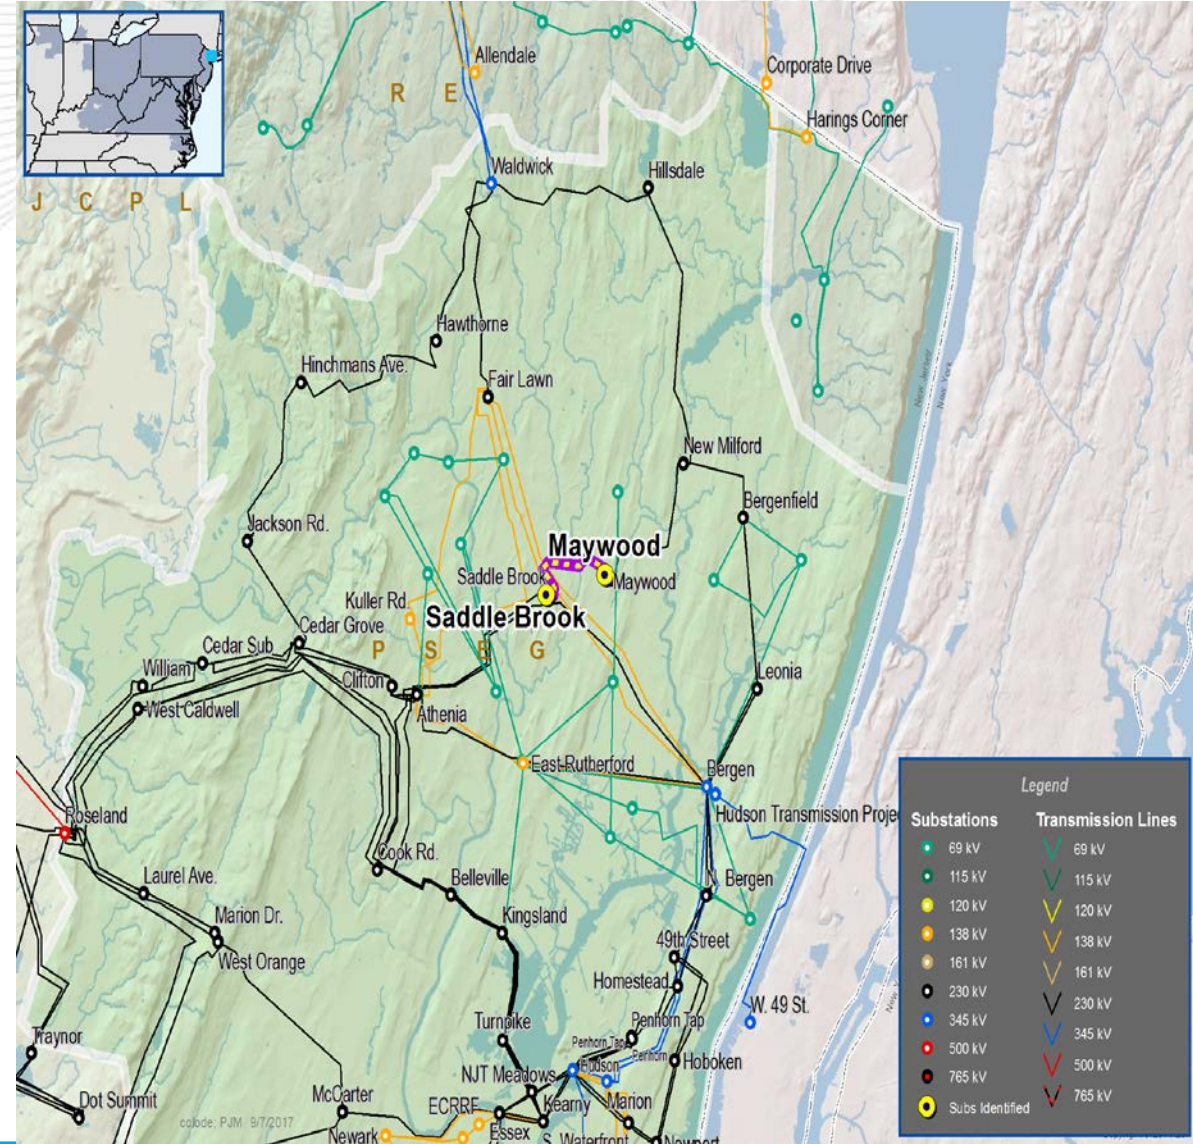 Allendale
Corporate Drive
R E
Harings Corner
Waldwick
Hillsdale
J C P L
Hawthorne
Hinchmans Ave.
Fair Lawn
New Jersey
New York
New Milford
Bergenfield
Jackson Rd.
Maywood
Saddle Brook
Maywood
Kuller Rd.
Saddle Brook
Cedar Grove
Cedar Sub
P S E G
William
Clifton
Leonia
West Caldwell
Athenia
East Rutherford
Bergen
Hudson Transmission Proje
Roseland
Cook Rd.
Laurel Ave.
Belleville
N. Bergen
Marion Dr.
Kingsland
West Orange
49th Street
Homestead
W. 49 St.
Turnpike
Penhorn Tap
Penhorn Tap
Penhorn
Traynor
Hudson
Hoboken
NJT Meadows
Dot Summit
McCarter
ECRRF
Kearny
Marion
Newark
Essex
S. Waterfront
Newport
colode: PJM 9/7/2017
Legend
Substations
69 kV
115 kV
120 kV
138 kV
161 kV
230 kV
345 kV
500 kV
765 kV
Subs Identified
Transmission Lines
69 kV
115 kV
120 kV
138 kV
161 kV
230 kV
345 kV
500 kV
765 kV